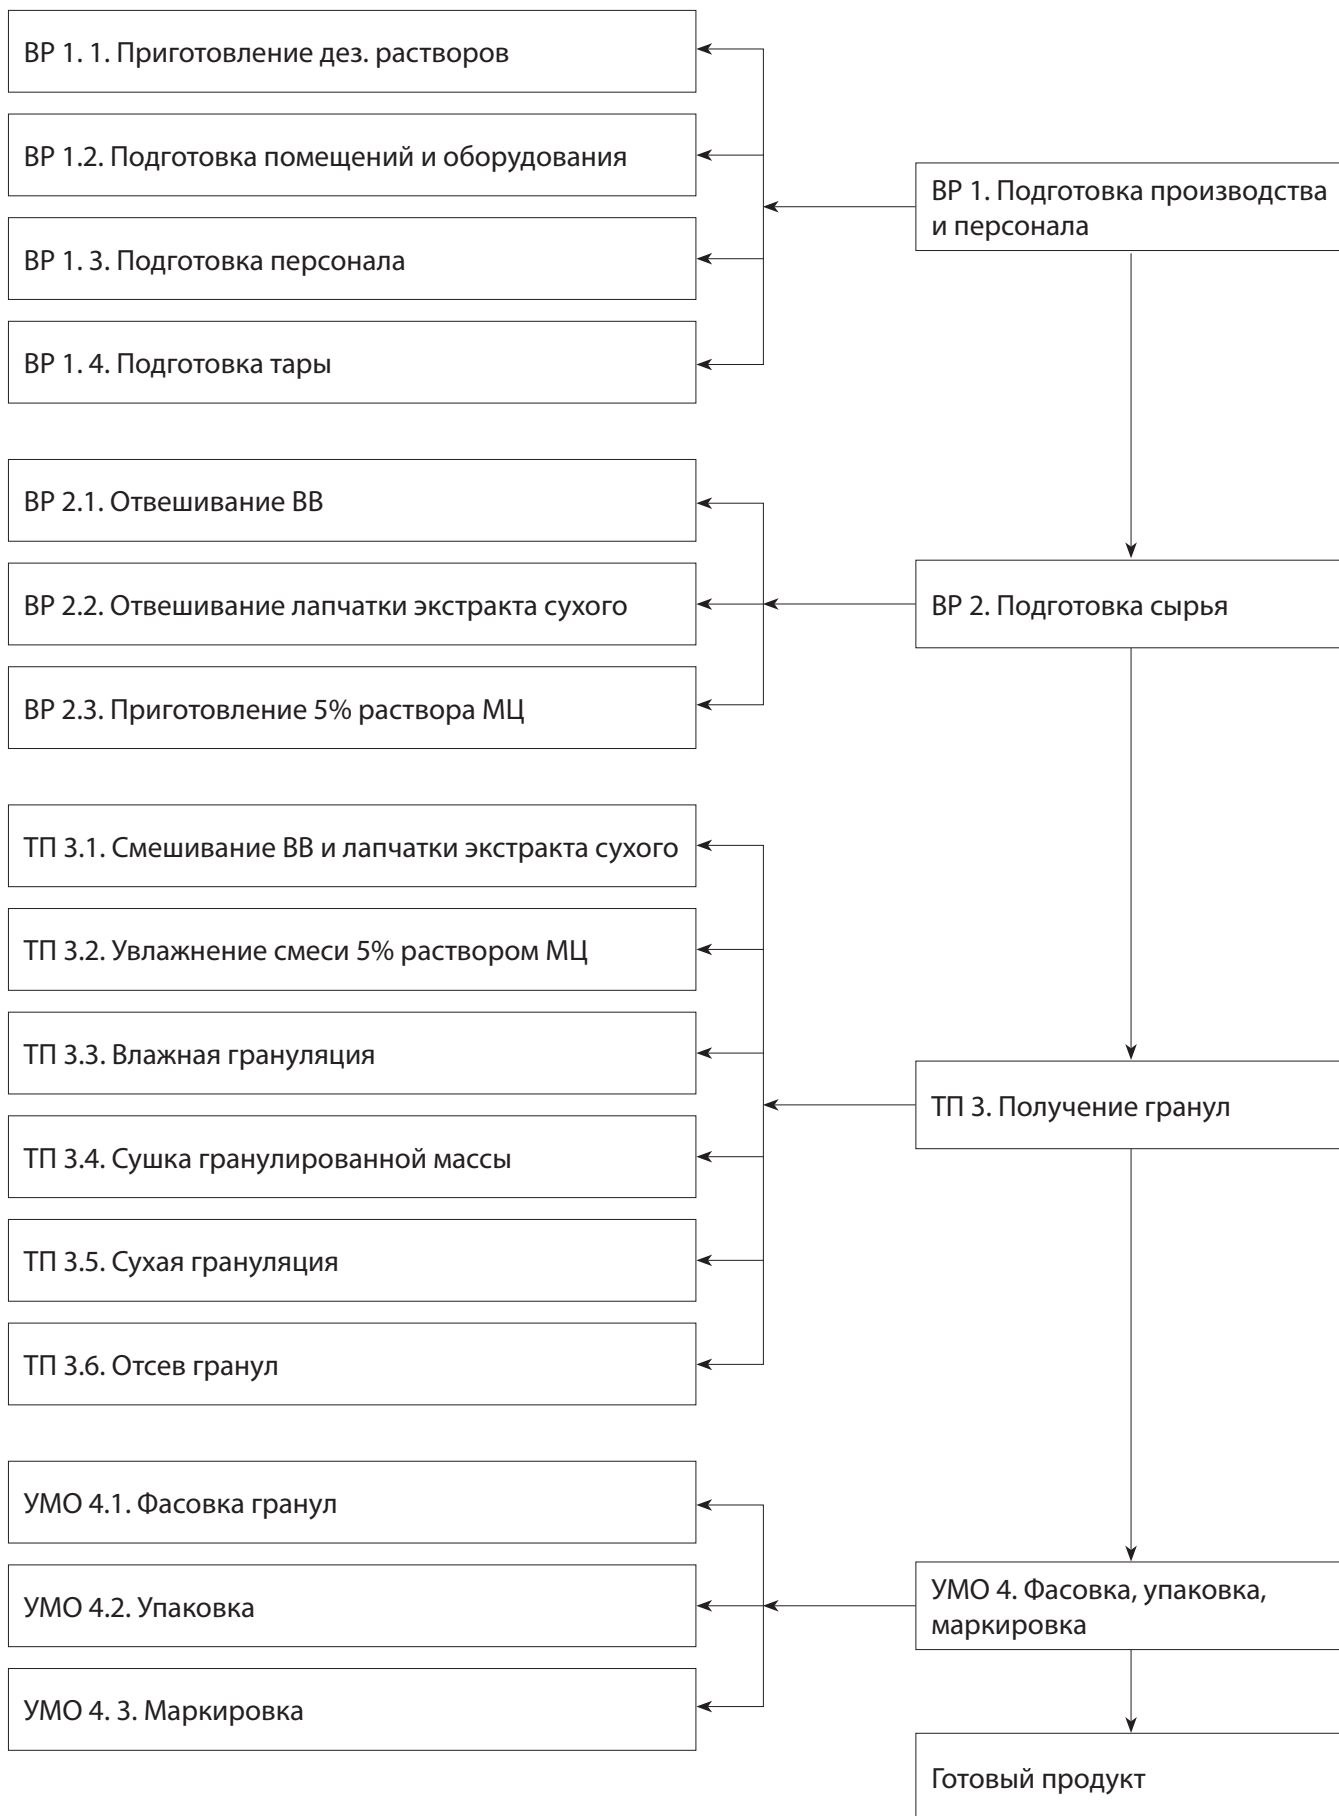 ВР 1. 1. Приготовление дез. растворов
ВР 1.2. Подготовка помещений и оборудования
ВР 1. Подготовка производства
и персонала
ВР 1. 3. Подготовка персонала
ВР 1. 4. Подготовка тары
ВР 2.1. Отвешивание ВВ
ВР 2.2. Отвешивание лапчатки экстракта сухого
ВР 2. Подготовка сырья
ВР 2.3. Приготовление 5% раствора МЦ
ТП 3.1. Смешивание ВВ и лапчатки экстракта сухого
ТП 3.2. Увлажнение смеси 5% раствором МЦ
ТП 3.3. Влажная грануляция
ТП 3. Получение гранул
ТП 3.4. Сушка гранулированной массы
ТП 3.5. Сухая грануляция
ТП 3.6. Отсев гранул
УМО 4.1. Фасовка гранул
УМО 4.2. Упаковка
УМО 4. Фасовка, упаковка,
маркировка
УМО 4. 3. Маркировка
Готовый продукт